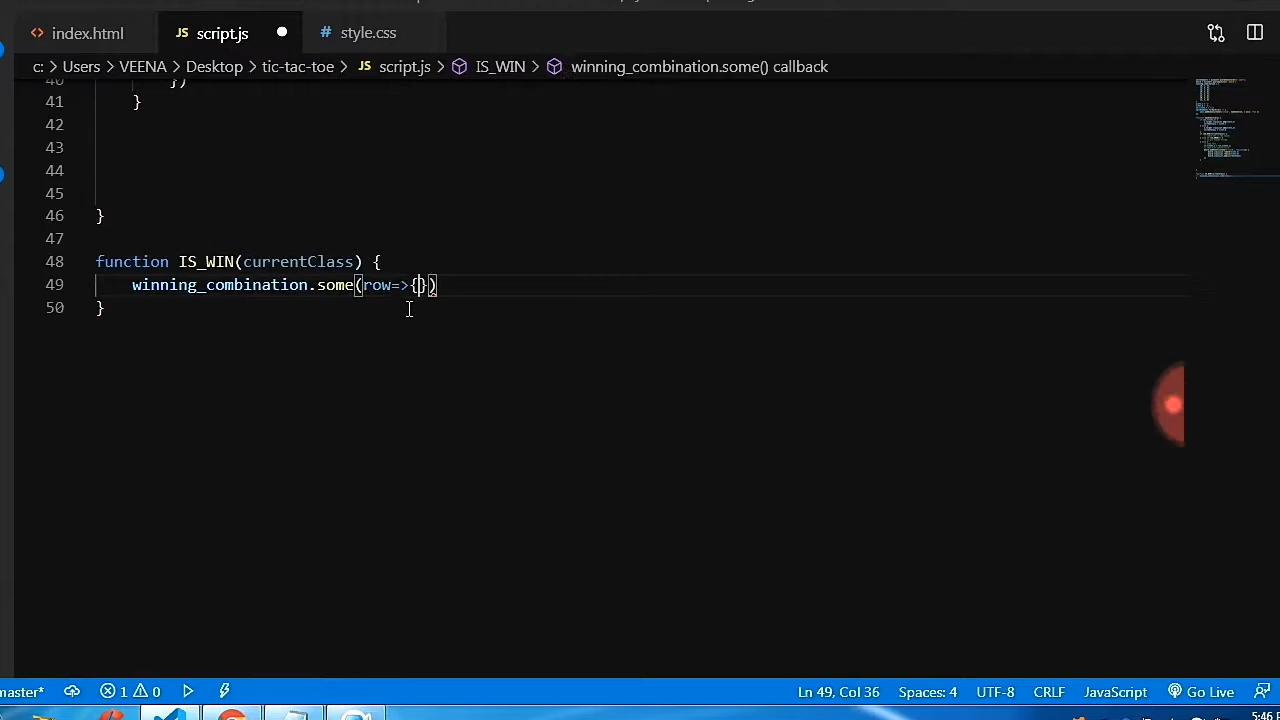 index.html JS script.js # style.css
c: > Users > VEENA > Desktop > tic-tac-toe > JS script.js > IS_WIN > winning_combination.some() callback
})
41 }
42
43
44
45
46 }
47
48 function IS_WIN(currentClass) {
49 winning_combination.some(row=>{})
50 }
master* 1 0 Ln 49, Col 36 Spaces: 4 UTF-8 CRLF JavaScript Go Live